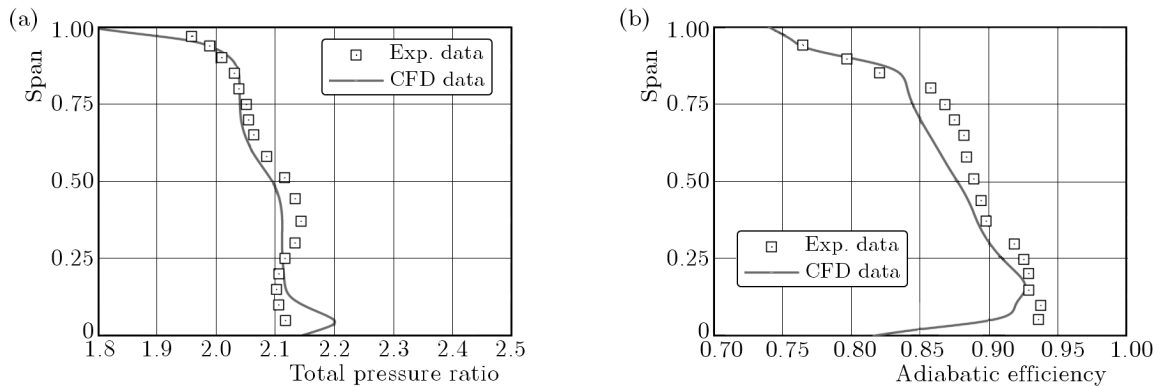 (a)
1.00
Span
0.75
0.50
0.25
0
1.8 1.9 2.0 2.1 2.2 2.3 2.4 2.5
Total pressure ratio
Exp. data
CFD data
(b)
1.00
Span
0.75
0.50
0.25
0
0.70 0.75 0.80 0.85 0.90 0.95 1.00
Adiabatic efficiency
Exp. data
CFD data